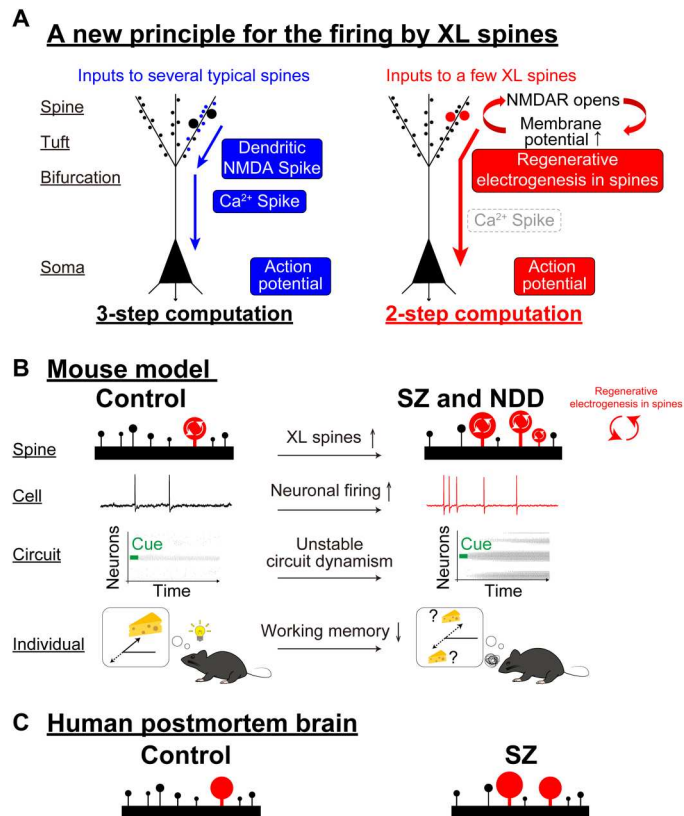 A
A new principle for the firing by XL spines
Inputs to several typical spines
Inputs to a few XL spines
Spine
Tuft
Bifurcation
Soma
Dendritic
NMDA Spike
Ca²⁺ Spike
Action
potential
3-step computation
NMDAR opens
Membrane
potential ↑
Regenerative
electrogenesis in spines
Ca²⁺ Spike
Action
potential
2-step computation
B
Mouse model
Control
SZ and NDD
Regenerative
electrogenesis in spines
Spine
XL spines ↑
Cell
Neuronal firing ↑
Circuit
Neurons
Cue
Time
Unstable
circuit dynamism
Neurons
Cue
Time
Individual
Working memory ↓
?
?
C
Human postmortem brain
Control
SZ